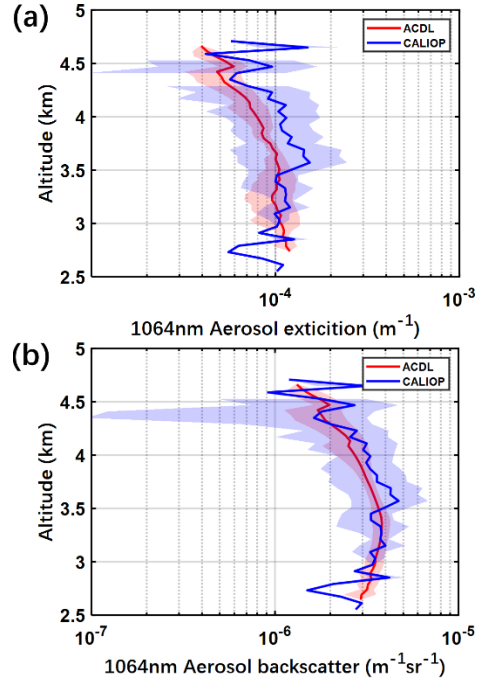 (a)
ACDL
CALIOP
5
4.5
4
3.5
3
2.5
Altitude (km)
10⁻⁴
10⁻³
1064nm Aerosol exticition (m⁻¹)
(b)
ACDL
CALIOP
5
4.5
4
3.5
3
2.5
Altitude (km)
10⁻⁷
10⁻⁶
10⁻⁵
1064nm Aerosol backscatter (m⁻¹sr⁻¹)